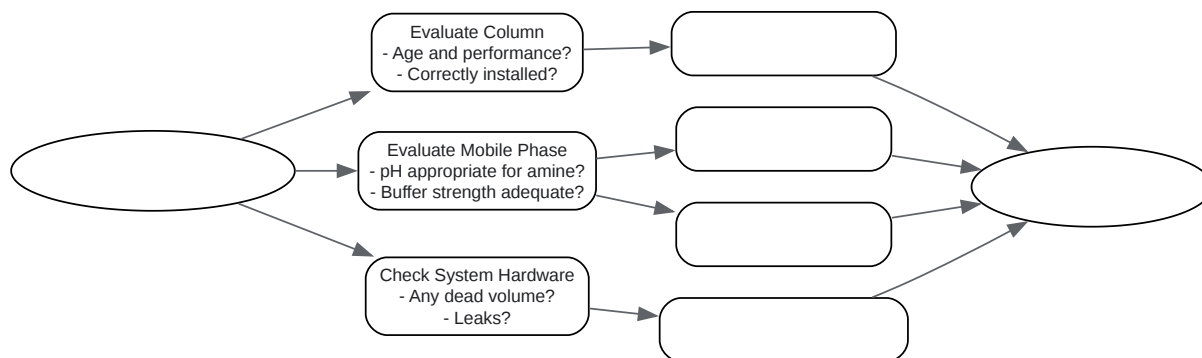 Evaluate Column
- Age and performance?
- Correctly installed?
Evaluate Mobile Phase
- pH appropriate for amine?
- Buffer strength adequate?
Check System Hardware
- Any dead volume?
- Leaks?